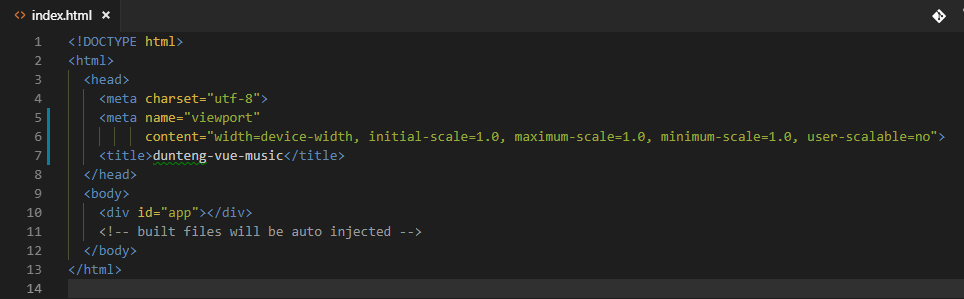 <> index.html ×
1 <!DOCTYPE html>
2 <html>
3   <head>
4     <meta charset="utf-8">
5     <meta name="viewport"
6           content="width=device-width, initial-scale=1.0, maximum-scale=1.0, minimum-scale=1.0, user-scalable=no">
7     <title>dunteng-vue-music</title>
8   </head>
9   <body>
10     <div id="app"></div>
11     <!-- built files will be auto injected -->
12   </body>
13 </html>
14